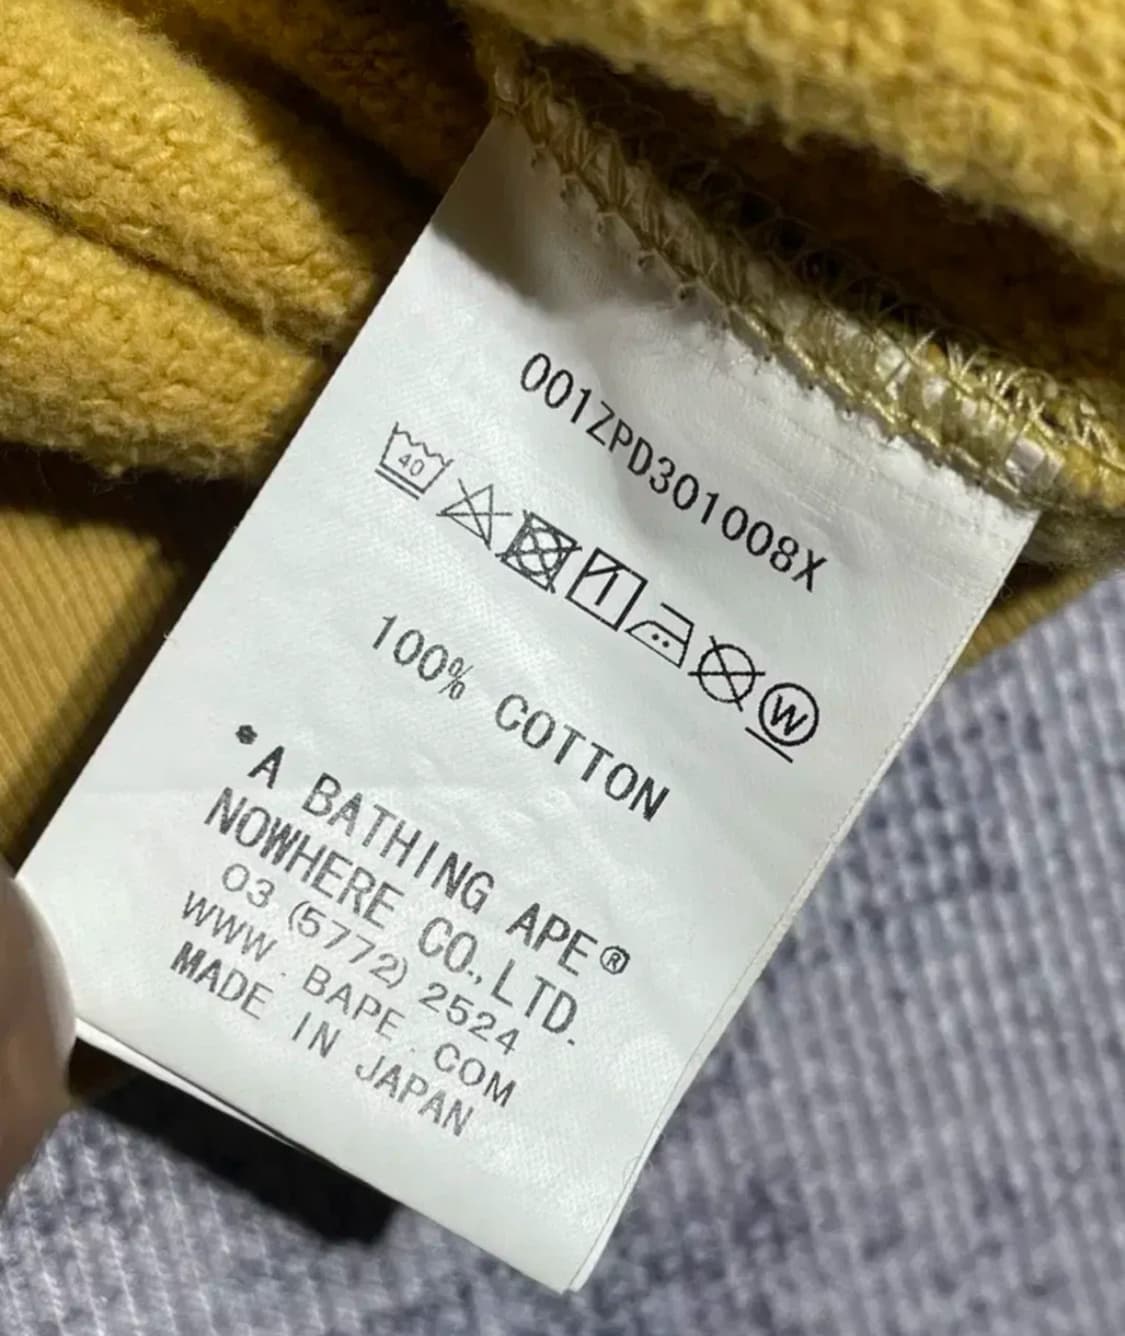 001ZPD301008X
40
W
100% COTTON
*A BATHING APE®
NOWHERE CO.,LTD.
03 (5772) 2524
WWW.BAPE.COM
MADE IN JAPAN